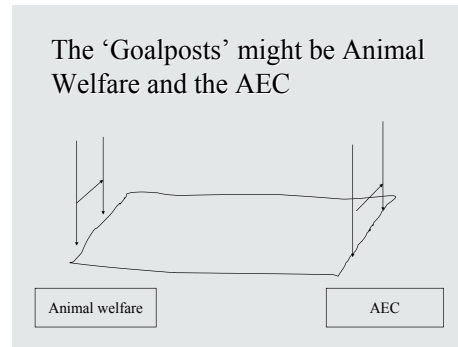 The ‘Goalposts’ might be Animal
Welfare and the AEC
Animal welfare
AEC